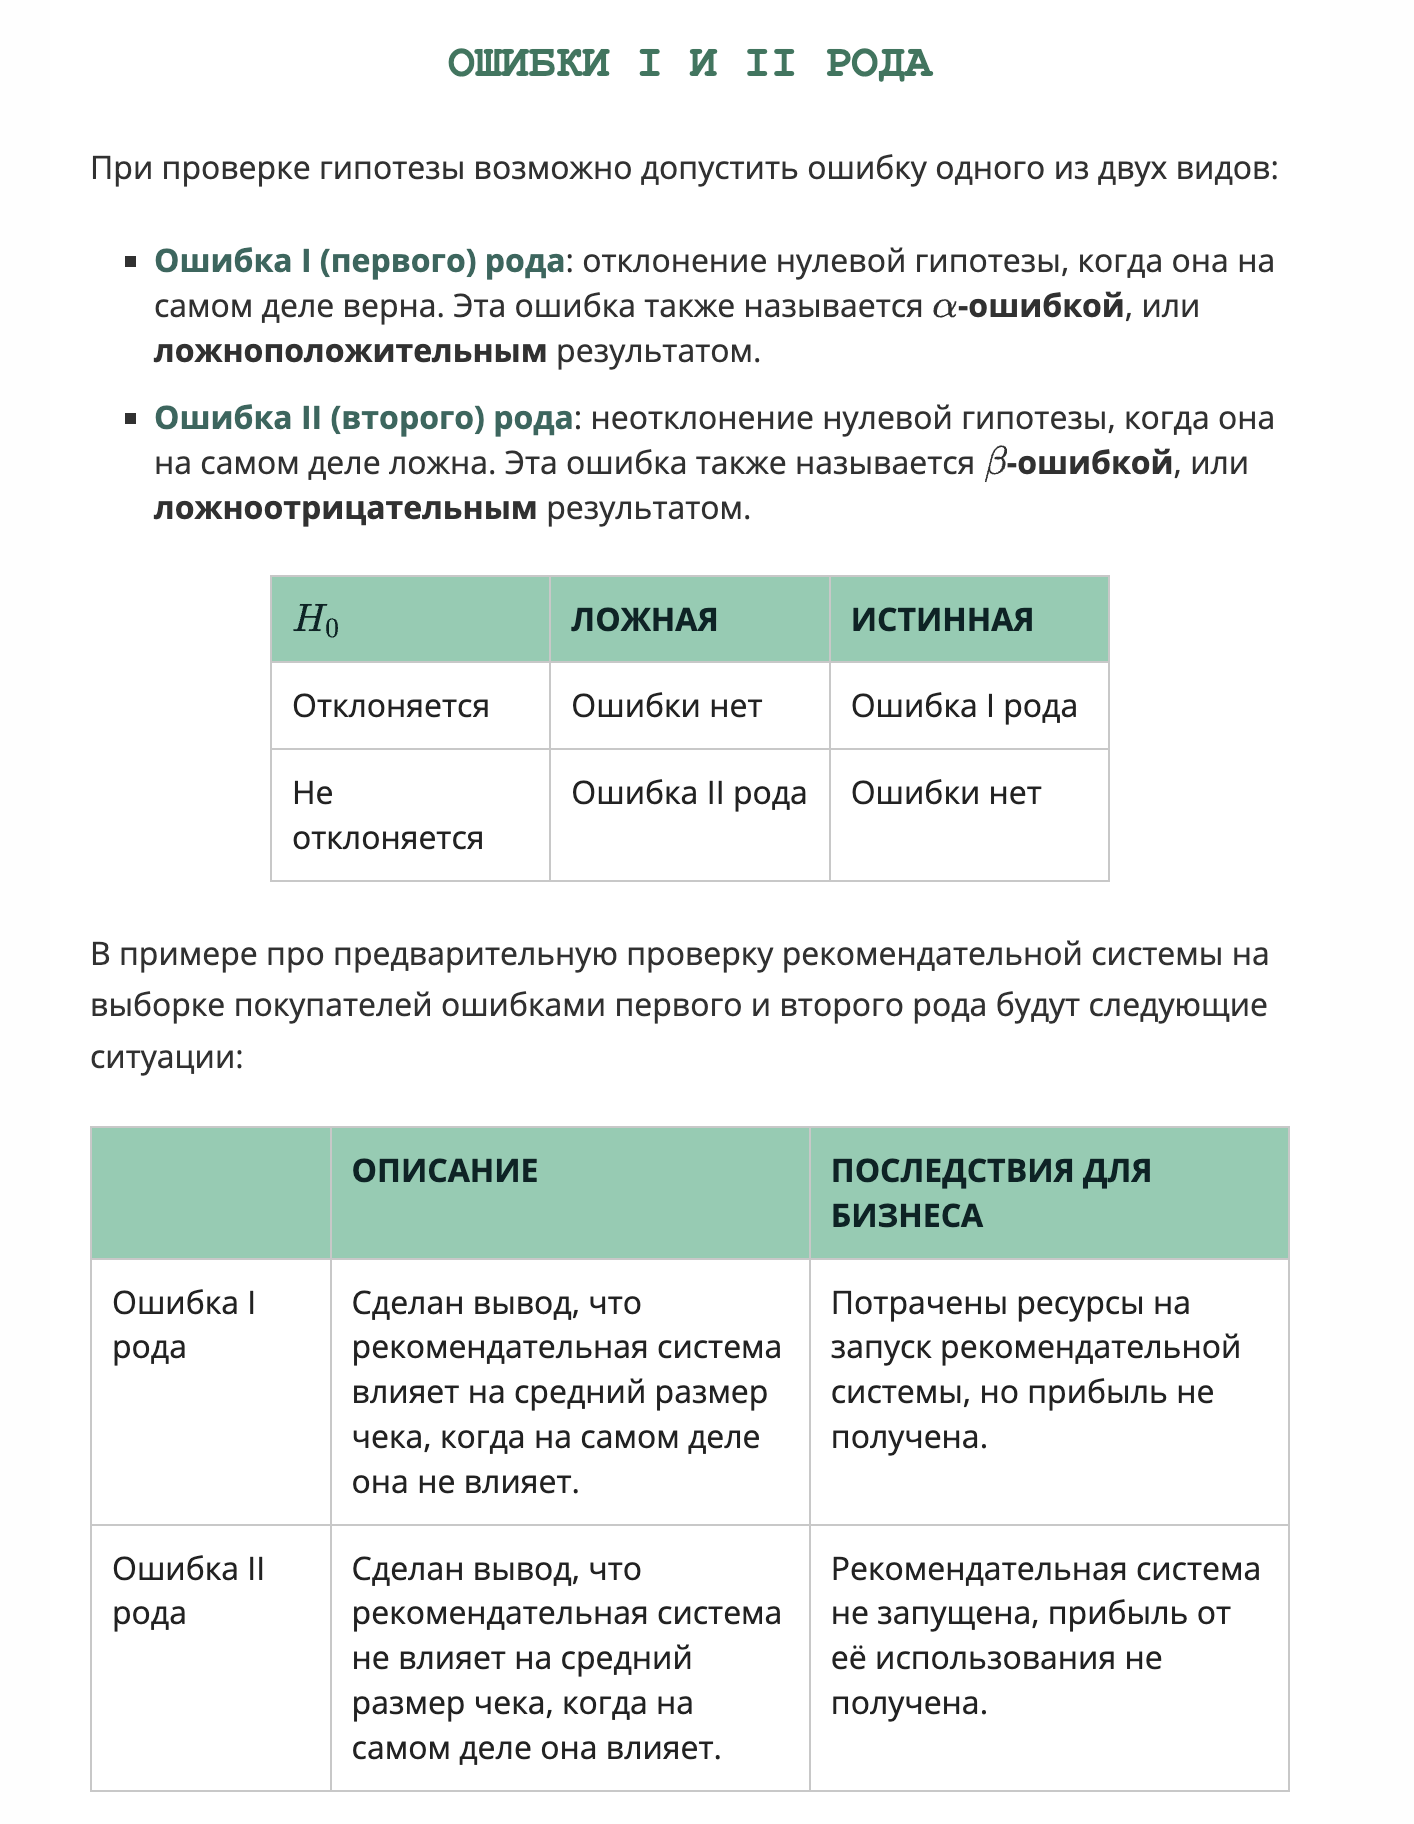 ОШИБКИ I И II РОДА
При проверке гипотезы возможно допустить ошибку одного из двух видов:
▪ Ошибка I (первого) рода: отклонение нулевой гипотезы, когда она на
самом деле верна. Эта ошибка также называется α-ошибкой, или
ложноположительным результатом.
▪ Ошибка II (второго) рода: неотклонение нулевой гипотезы, когда она
на самом деле ложна. Эта ошибка также называется β-ошибкой, или
ложноотрицательным результатом.
H₀ ЛОЖНАЯ ИСТИННАЯ
Отклоняется Ошибки нет Ошибка I рода
Не Ошибка II рода Ошибки нет
отклоняется
В примере про предварительную проверку рекомендательной системы на
выборке покупателей ошибками первого и второго рода будут следующие
ситуации:
ОПИСАНИЕ
ПОСЛЕДСТВИЯ ДЛЯ
БИЗНЕСА
Ошибка I
рода
Сделан вывод, что
рекомендательная система
влияет на средний размер
чека, когда на самом деле
она не влияет.
Потрачены ресурсы на
запуск рекомендательной
системы, но прибыль не
получена.
Ошибка II
рода
Сделан вывод, что
рекомендательная система
не влияет на средний
размер чека, когда на
самом деле она влияет.
Рекомендательная система
не запущена, прибыль от
её использования не
получена.